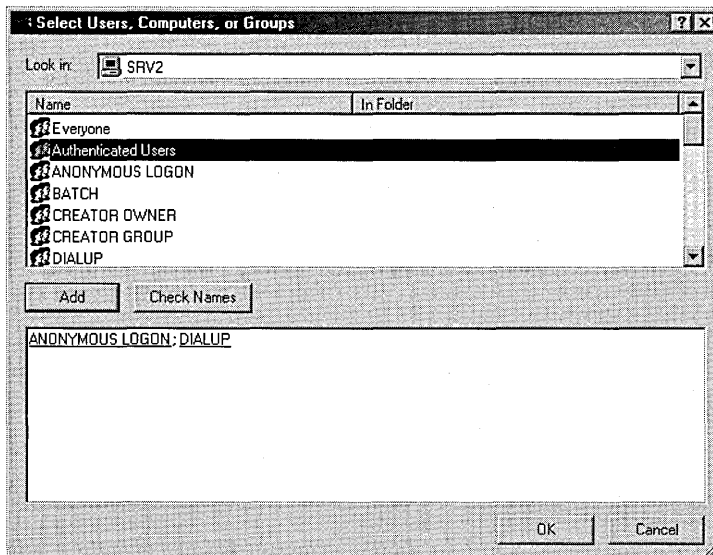 Select Users, Computers, or Groups
Look in: SRV2
Name In Folder
Everyone
Authenticated Users
ANONYMOUS LOGON
BATCH
CREATOR OWNER
CREATOR GROUP
DIALUP
Add Check Names
ANONYMOUS LOGON; DIALUP
OK Cancel